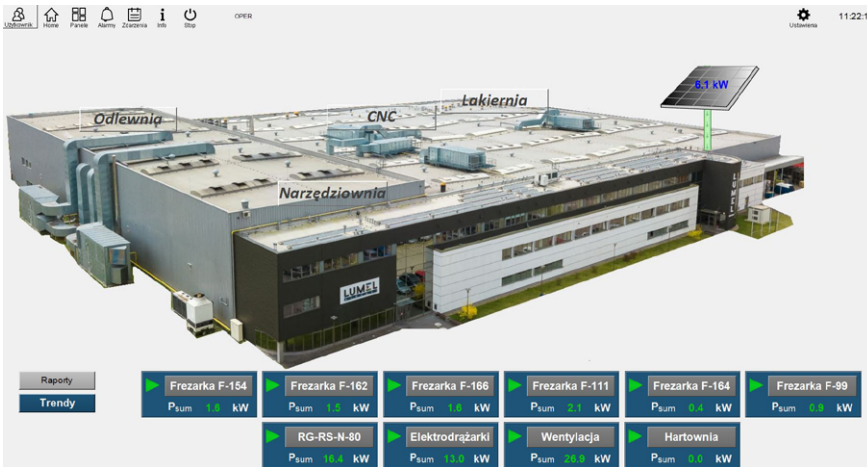 Użytkownik Home Panele Alarmy Zdarzenia Info Stop OPER Ustawienia 11:22:1
6.1 kW
Odlewnia CNC Lakiernia
Narzędziownia
LUMEL
LUMEL
Raporty
Trendy
Frezarka F-154 Frezarka F-162 Frezarka F-166 Frezarka F-111 Frezarka F-164 Frezarka F-99
Psum 1.6 kW Psum 1.5 kW Psum 1.6 kW Psum 2.1 kW Psum 0.4 kW Psum 0.9 kW
RG-RS-N-80 Elektrodrążarki Wentylacja Hartownia
Psum 16.4 kW Psum 13.0 kW Psum 26.9 kW Psum 0.0 kW